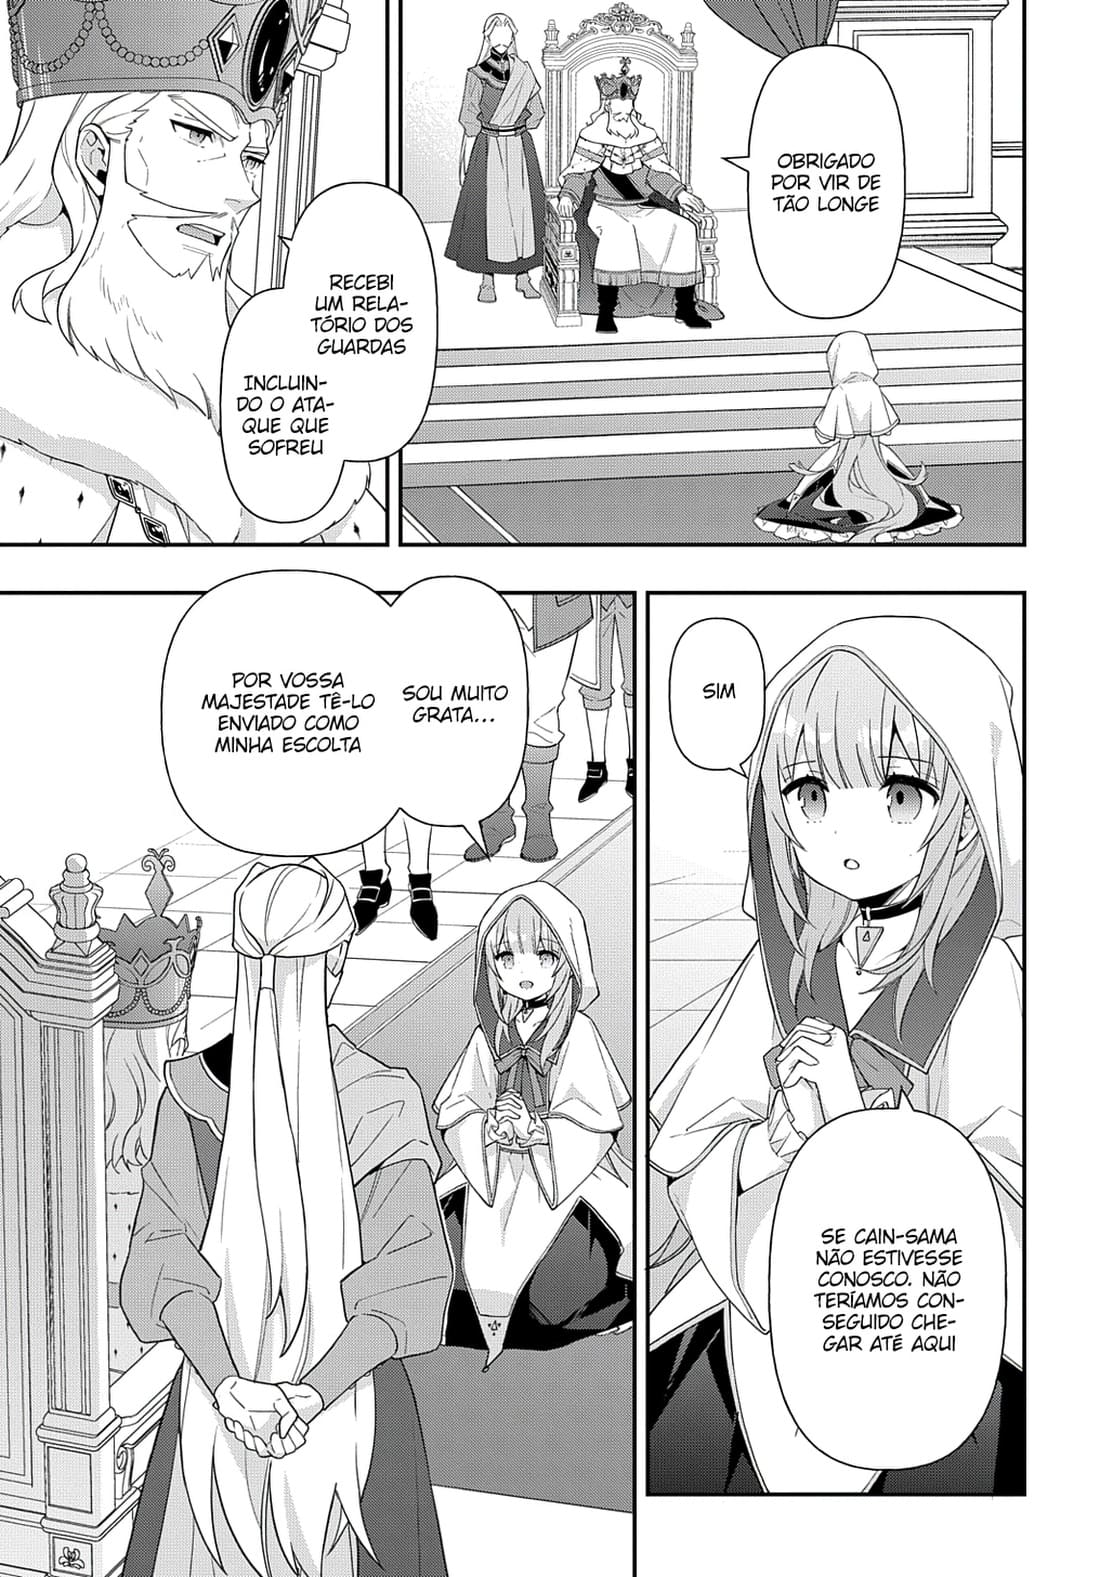 OBRIGADO
POR VIR DE
TÃO LONGE
RECEBI
UM RELA-
TÓRIO DOS
GUARDAS
INCLUIN-
DO O ATA-
QUE QUE
SOFREU
SIM
SE CAIN-SAMA
NÃO ESTIVESSE
CONOSCO. NÃO
TERÍAMOS CON-
SEGUIDO CHE-
GAR ATÉ AQUI
SOU MUITO
GRATA...
POR VOSSA
MAJESTADE TÊ-LO
ENVIADO COMO
MINHA ESCOLTA